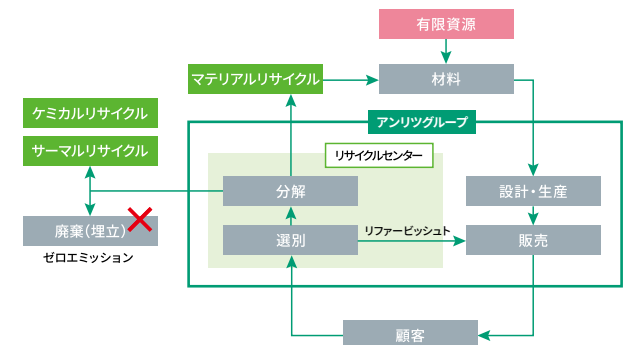 有限資源
マテリアルリサイクル
材料
ケミカルリサイクル
アンリツグループ
サーマルリサイクル
リサイクルセンター
分解
設計・生産
廃棄(埋立)
選別
リファービッシュト
販売
ゼロエミッション
顧客